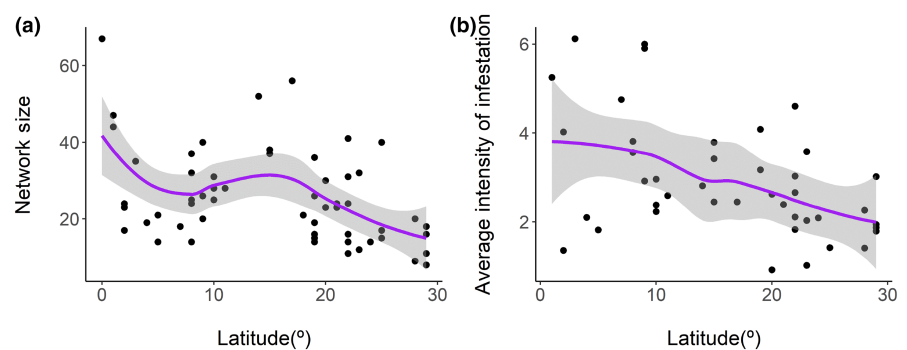 (a)
Network size
60
40
20
0 10 20 30
Latitude(º)
(b)
Average intensity of infestation
6
4
2
0 10 20 30
Latitude(º)